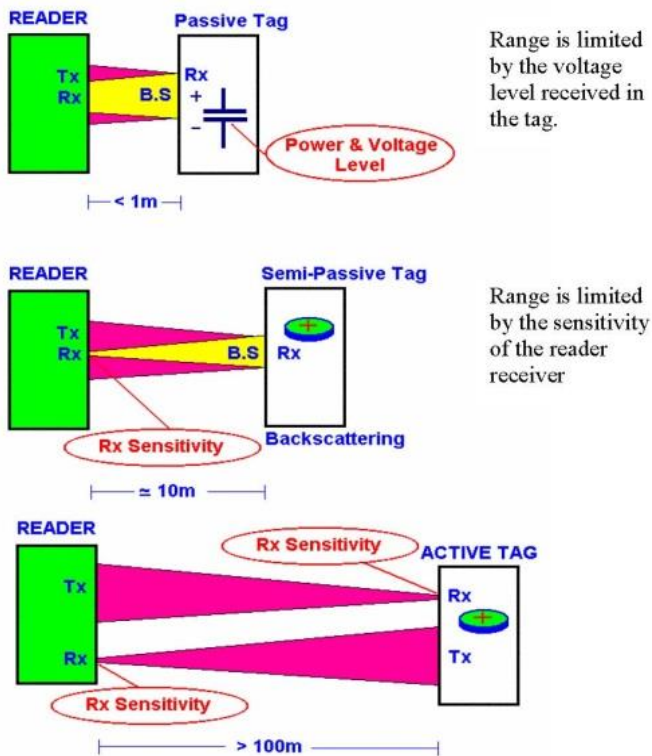 READER
Passive Tag
Tx
Rx
B.S
Rx
+
–
Power & Voltage
Level
< 1m
Range is limited
by the voltage
level received in
the tag.
READER
Semi-Passive Tag
Tx
Rx
B.S
Rx
+
Rx Sensitivity
Backscattering
≃ 10m
Range is limited
by the sensitivity
of the reader
receiver
READER
Rx Sensitivity
ACTIVE TAG
Tx
Rx
+
Rx
Tx
Rx Sensitivity
> 100m